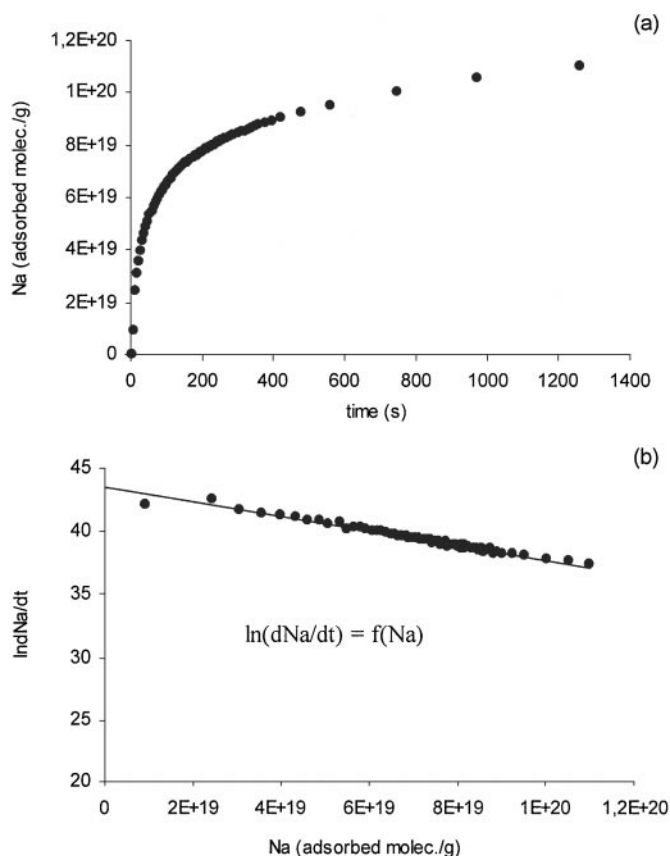 (a)
1,2E+20
1E+20
8E+19
6E+19
4E+19
2E+19
0
Na (adsorbed molec./g)
0 200 400 600 800 1000 1200 1400
time (s)
(b)
45
40
35
30
25
20
lndNa/dt
ln(dNa/dt) = f(Na)
0 2E+19 4E+19 6E+19 8E+19 1E+20 1,2E+20
Na (adsorbed molec./g)